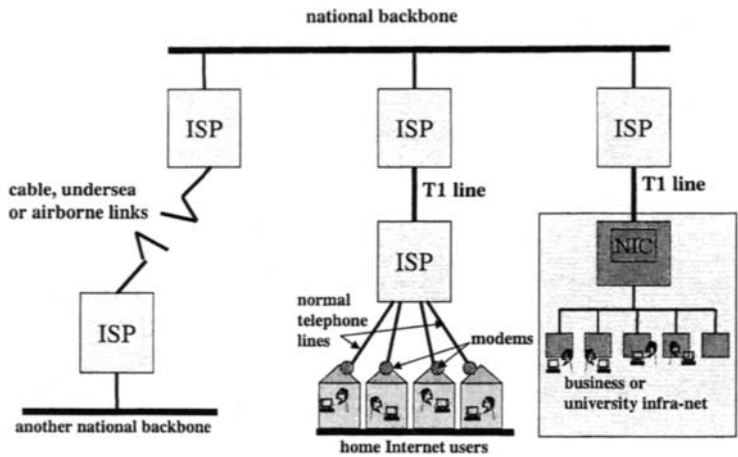 national backbone
ISP
ISP
ISP
cable, undersea
or airborne links
T1 line
T1 line
ISP
ISP
NIC
normal
telephone
lines
modems
business or
university infra-net
another national backbone
home Internet users